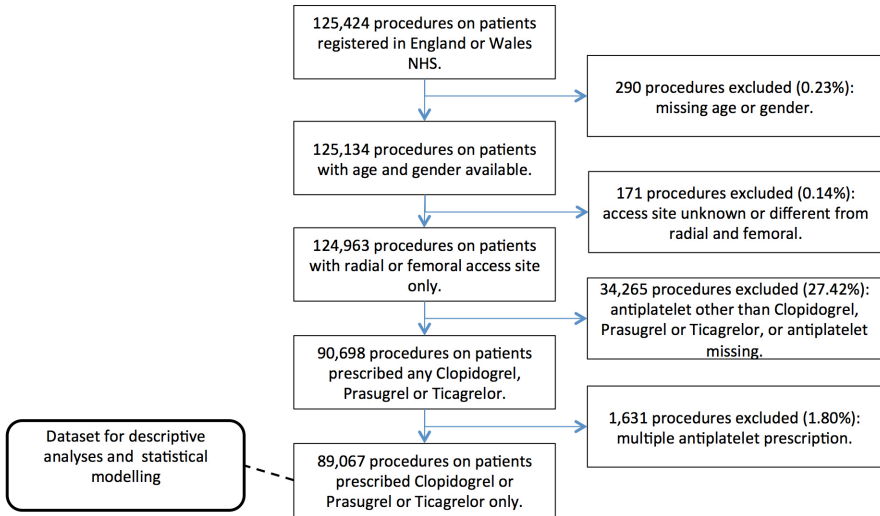 125,424 procedures on patients
registered in England or Wales
NHS.
290 procedures excluded (0.23%):
missing age or gender.
125,134 procedures on patients
with age and gender available.
171 procedures excluded (0.14%):
access site unknown or different from
radial and femoral.
124,963 procedures on patients
with radial or femoral access site
only.
34,265 procedures excluded (27.42%):
antiplatelet other than Clopidogrel,
Prasugrel or Ticagrelor, or antiplatelet
missing.
90,698 procedures on patients
prescribed any Clopidogrel,
Prasugrel or Ticagrelor.
1,631 procedures excluded (1.80%):
multiple antiplatelet prescription.
Dataset for descriptive
analyses and statistical
modelling
89,067 procedures on patients
prescribed Clopidogrel or
Prasugrel or Ticagrelor only.